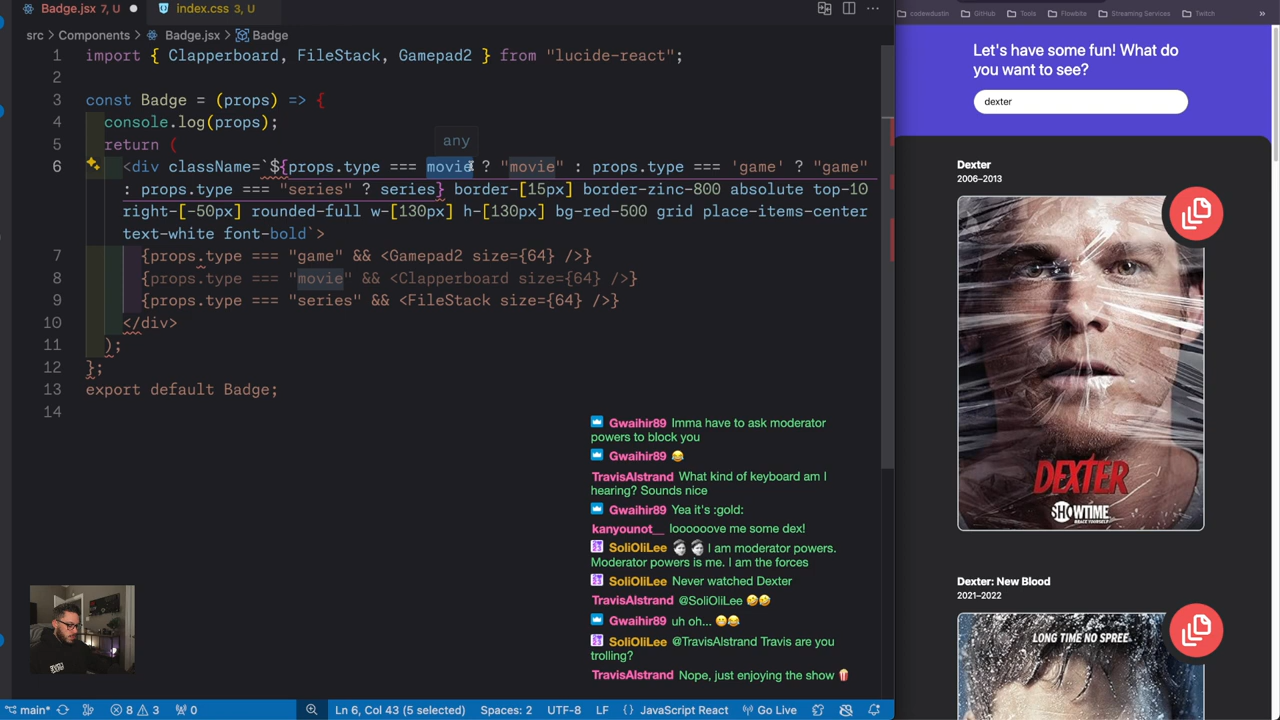 Badge.jsx 7, U
index.css 3, U
src Components Badge.jsx Badge
1 import { Clapperboard, FileStack, Gamepad2 } from "lucide-react";
2
3 const Badge = (props) => {
4 console.log(props);
5 return (
any
6 <div className=`${props.type === movie ? "movie" : props.type === 'game' ? "game"
: props.type === "series" ? series} border-[15px] border-zinc-800 absolute top-10
right-[-50px] rounded-full w-[130px] h-[130px] bg-red-500 grid place-items-center
text-white font-bold`>
7 {props.type === "game" && <Gamepad2 size={64} />}
8 {props.type === "movie" && <Clapperboard size={64} />}
9 {props.type === "series" && <FileStack size={64} />}
10 </div>
11 );
12 };
13 export default Badge;
14
Gwaihir89 Imma have to ask moderator
powers to block you
Gwaihir89 😂
TravisAlstrand What kind of keyboard am I
hearing? Sounds nice
Gwaihir89 Yea it's :gold:
kanyounot__ loooooove me some dex!
SoliOliLee I am moderator powers.
Moderator powers is me. I am the forces
SoliOliLee Never watched Dexter
TravisAlstrand @SoliOliLee 🤣🤣
Gwaihir89 uh oh... 😁😂
SoliOliLee @TravisAlstrand Travis are you
trolling?
TravisAlstrand Nope, just enjoying the show 🍿
main* 8 3 0 Ln 6, Col 43 (5 selected) Spaces: 2 UTF-8 LF {} JavaScript React Go Live
codewdustin GitHub Tools Flowbite Streaming Services Twitch »
Let's have some fun! What do
you want to see?
dexter
Dexter
2006–2013
DEXTER
SHOWTIME
Dexter: New Blood
2021–2022
LONG TIME NO SPREE